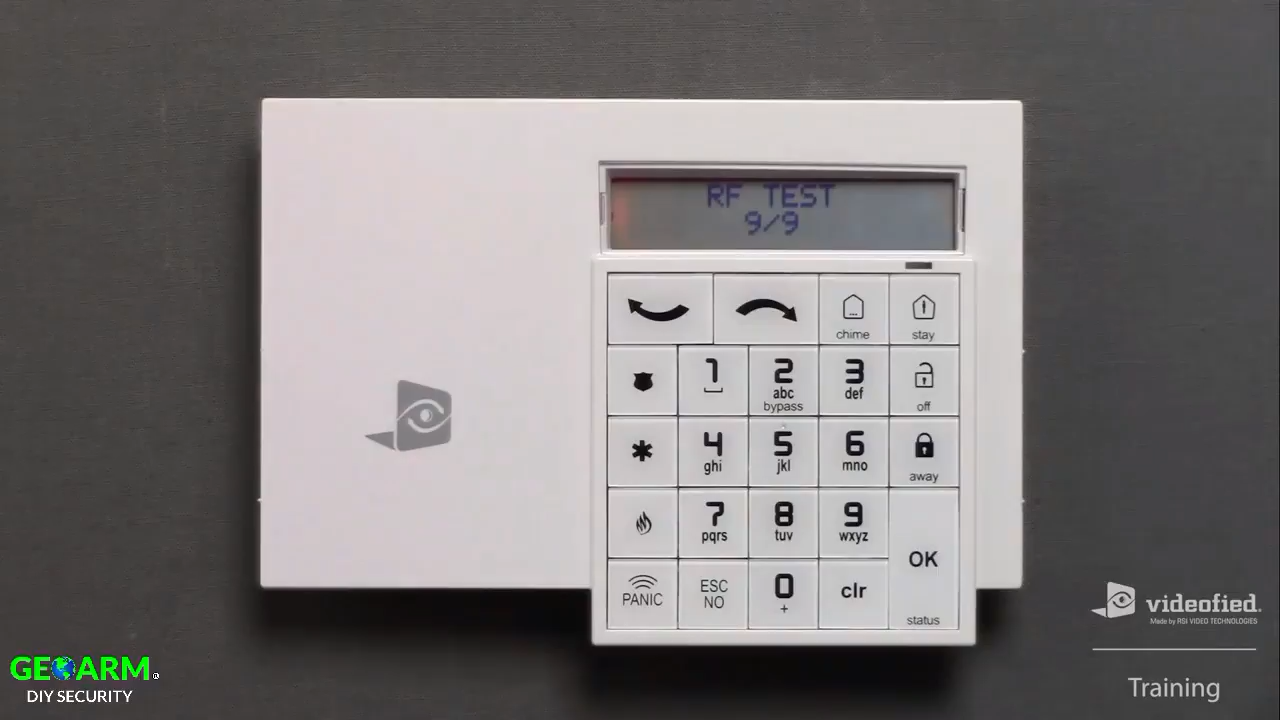 RF TEST
9/9
chime
stay
1
2
abc
bypass
3
def
off
4
ghi
5
jkl
6
mno
away
7
pqrs
8
tuv
9
wxyz
OK
status
PANIC
ESC
NO
0
+
clr
videofied.
Made by RSI VIDEO TECHNOLOGIES
Training
GEOARM®
DIY SECURITY